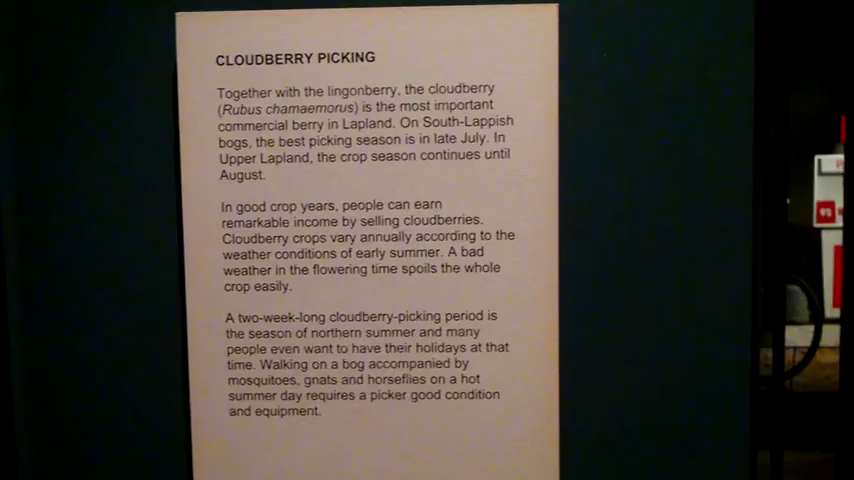 CLOUDBERRY PICKING
Together with the lingonberry, the cloudberry
(Rubus chamaemorus) is the most important
commercial berry in Lapland. On South-Lappish
bogs, the best picking season is in late July. In
Upper Lapland, the crop season continues until
August.
In good crop years, people can earn
remarkable income by selling cloudberries.
Cloudberry crops vary annually according to the
weather conditions of early summer. A bad
weather in the flowering time spoils the whole
crop easily.
A two-week-long cloudberry-picking period is
the season of northern summer and many
people even want to have their holidays at that
time. Walking on a bog accompanied by
mosquitoes, gnats and horseflies on a hot
summer day requires a picker good condition
and equipment.